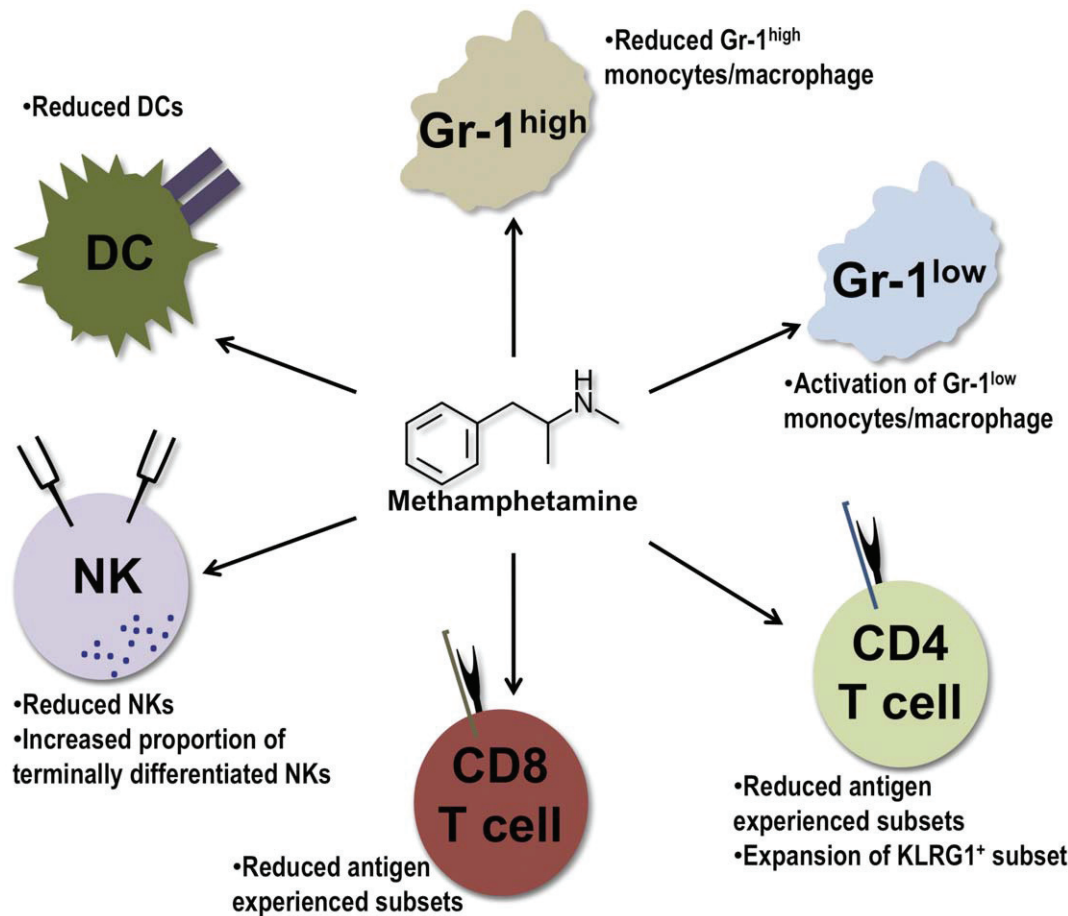 •Reduced Gr-1high
monocytes/macrophage
Gr-1high
•Reduced DCs
DC
Gr-1low
•Activation of Gr-1low
monocytes/macrophage
H
N
Methamphetamine
NK
•Reduced NKs
•Increased proportion of
terminally differentiated NKs
CD8
T cell
•Reduced antigen
experienced subsets
CD4
T cell
•Reduced antigen
experienced subsets
•Expansion of KLRG1+ subset